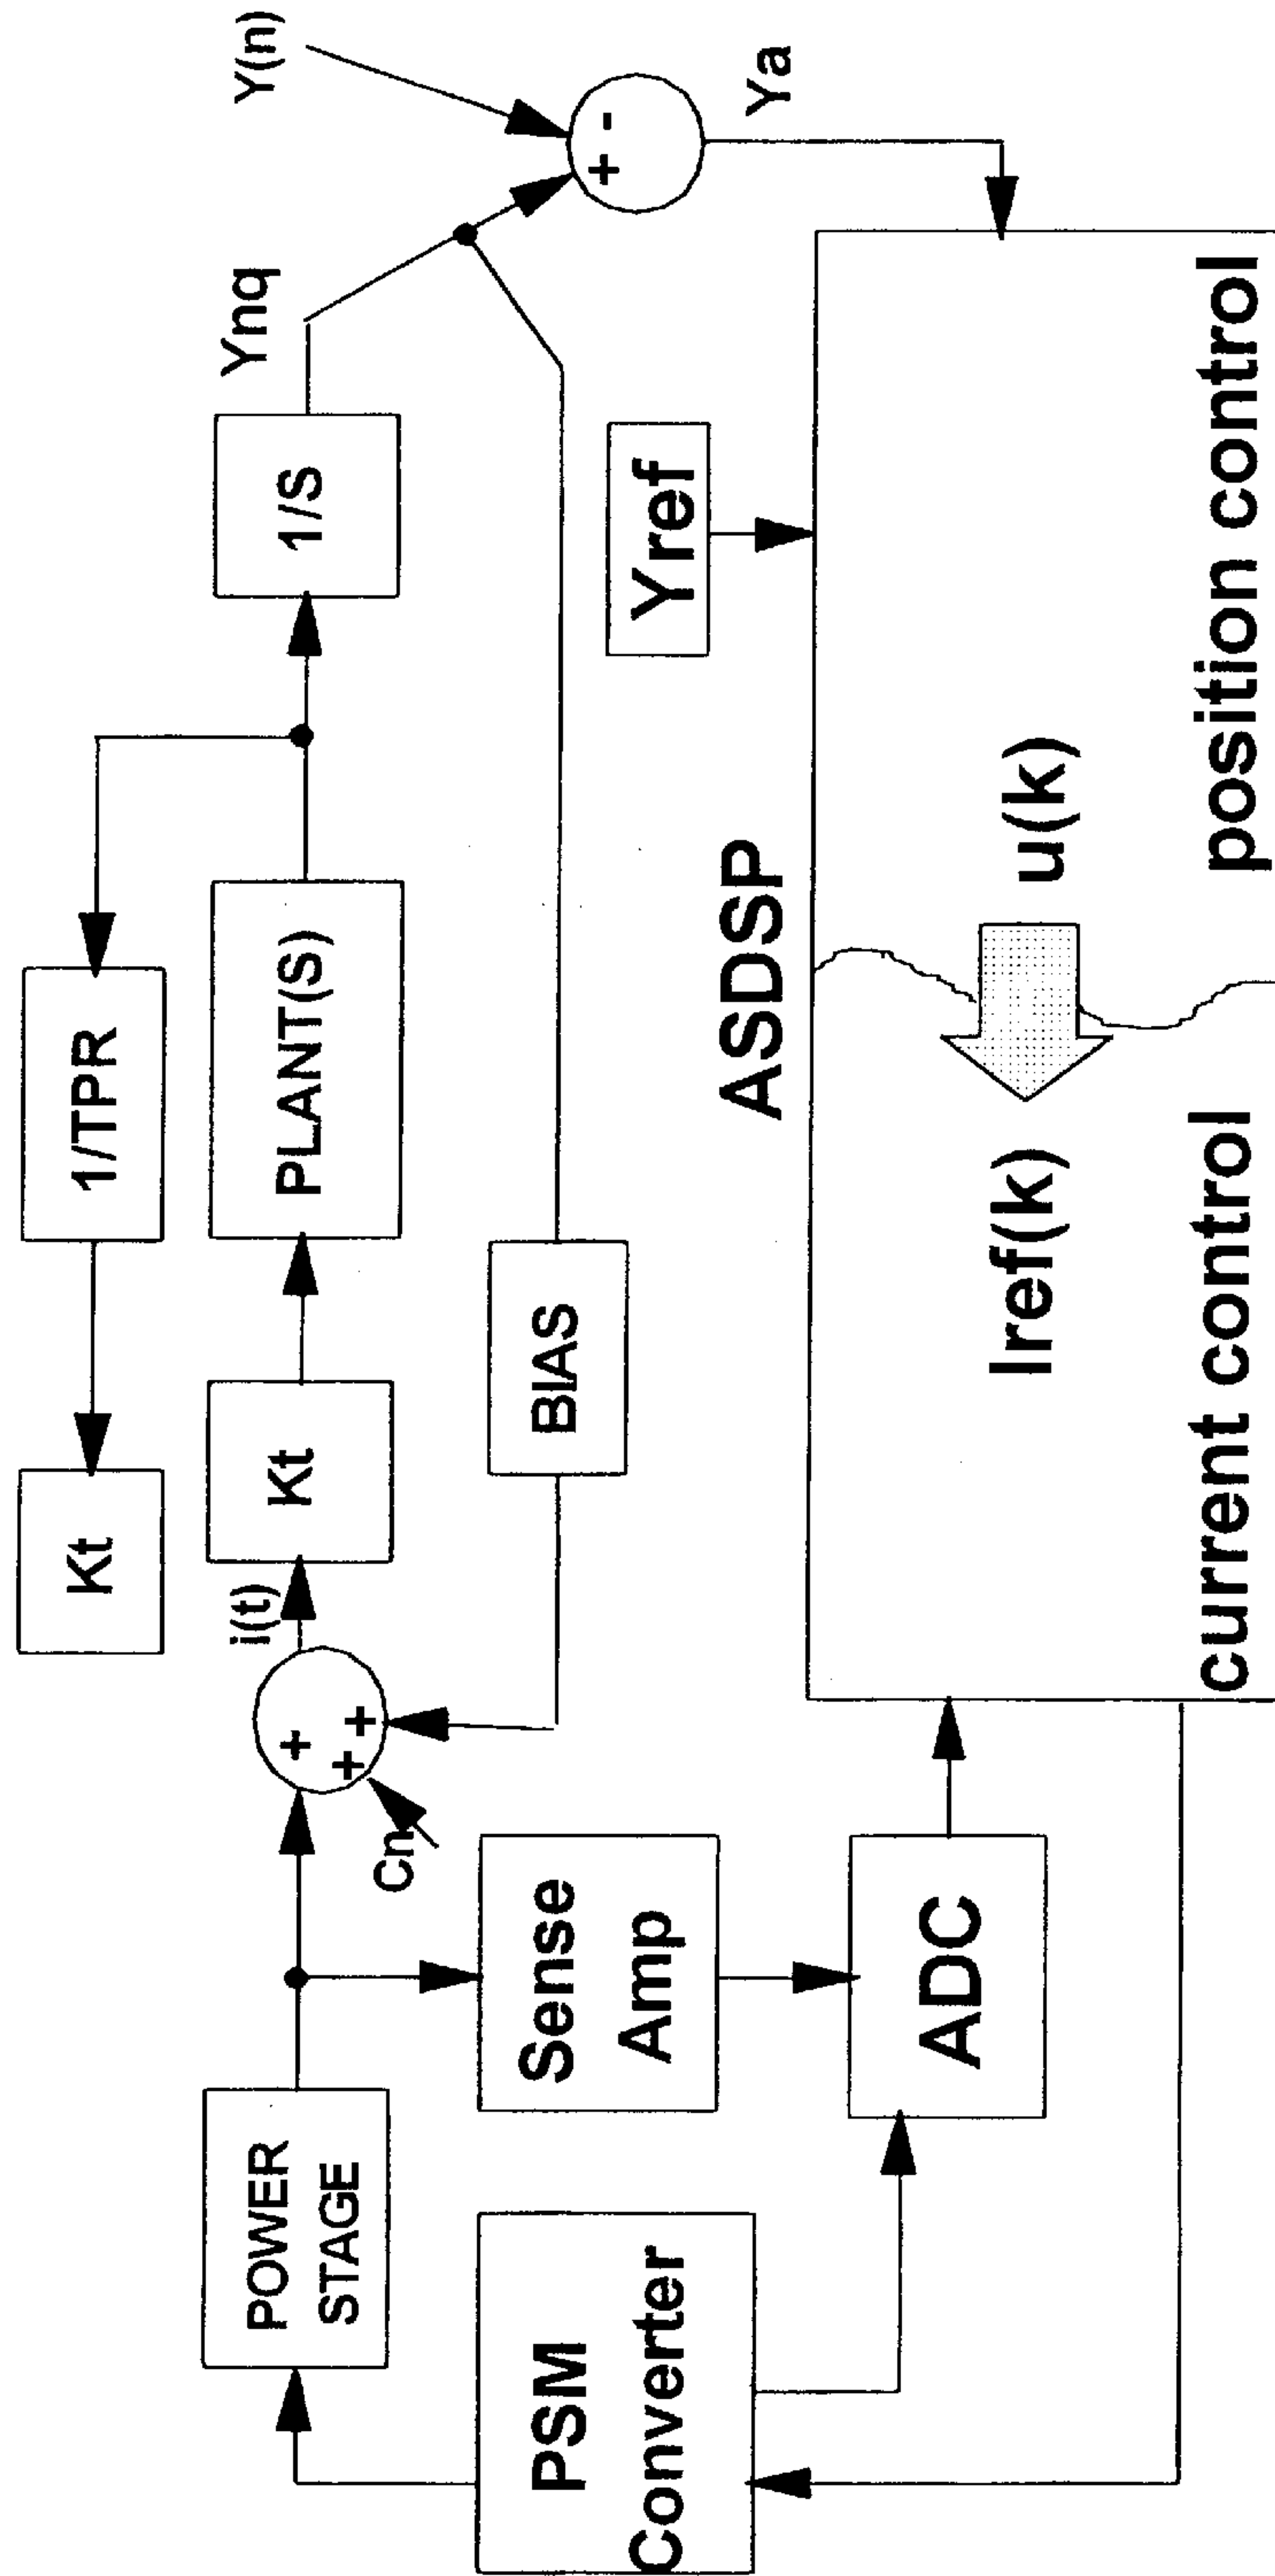 Kt
1/TPR
POWER
STAGE
+
+
+
i(t)
Kt
PLANT(S)
1/S
Ynq
Y(n)
Cn
BIAS
+ -
Ya
PSM
Converter
Sense
Amp
Yref
ADC
ASDSP
Iref(k)
u(k)
current control
position control